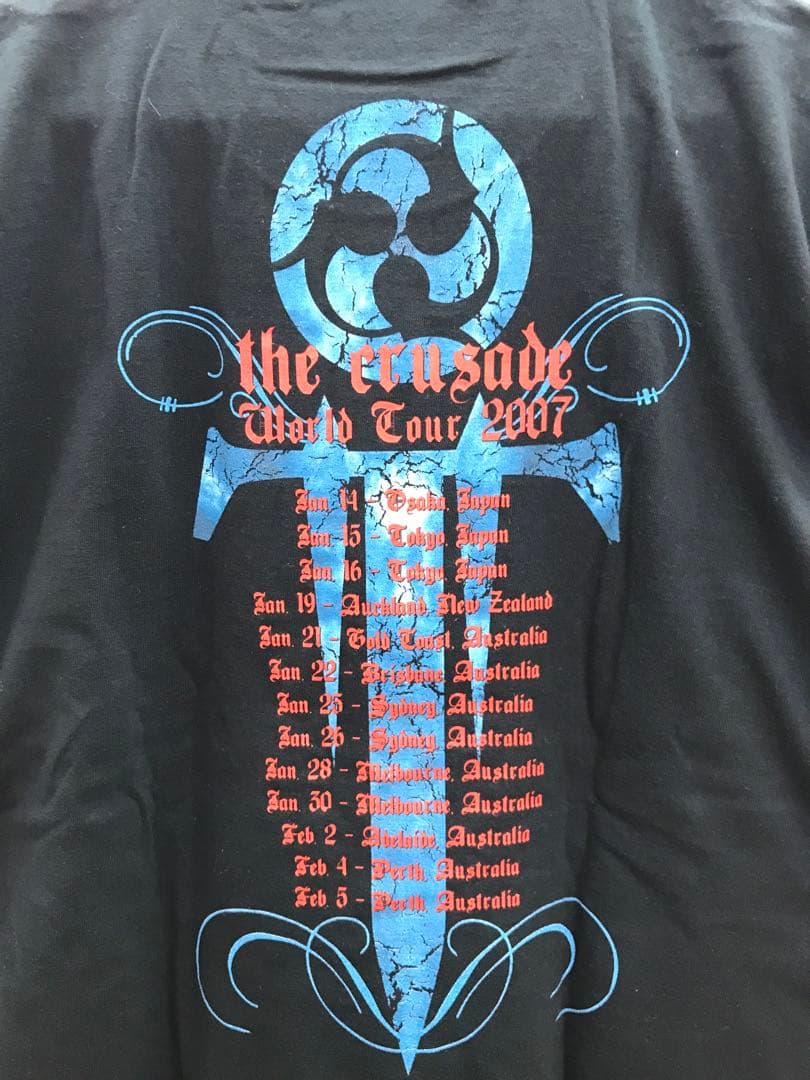 the crusade
World Tour 2007
Jan. 14 - Osaka, Japan
Jan. 15 - Tokyo, Japan
Jan. 16 - Tokyo, Japan
Jan. 19 - Auckland, New Zealand
Jan. 21 - Gold Coast, Australia
Jan. 22 - Brisbane, Australia
Jan. 25 - Sydney, Australia
Jan. 26 - Sydney, Australia
Jan. 28 - Melbourne, Australia
Jan. 30 - Melbourne, Australia
Feb. 2 - Adelaide, Australia
Feb. 4 - Perth, Australia
Feb. 5 - Perth, Australia